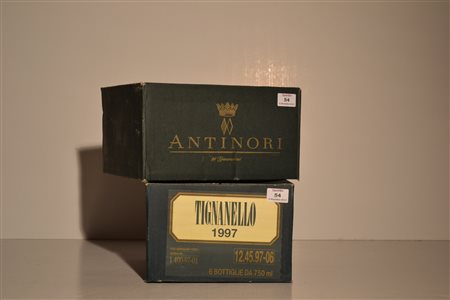 54
ANTINORI
54
TIGNANELLO
1997
12.45.97-06
6 BOTTIGLIE DA 750 ml